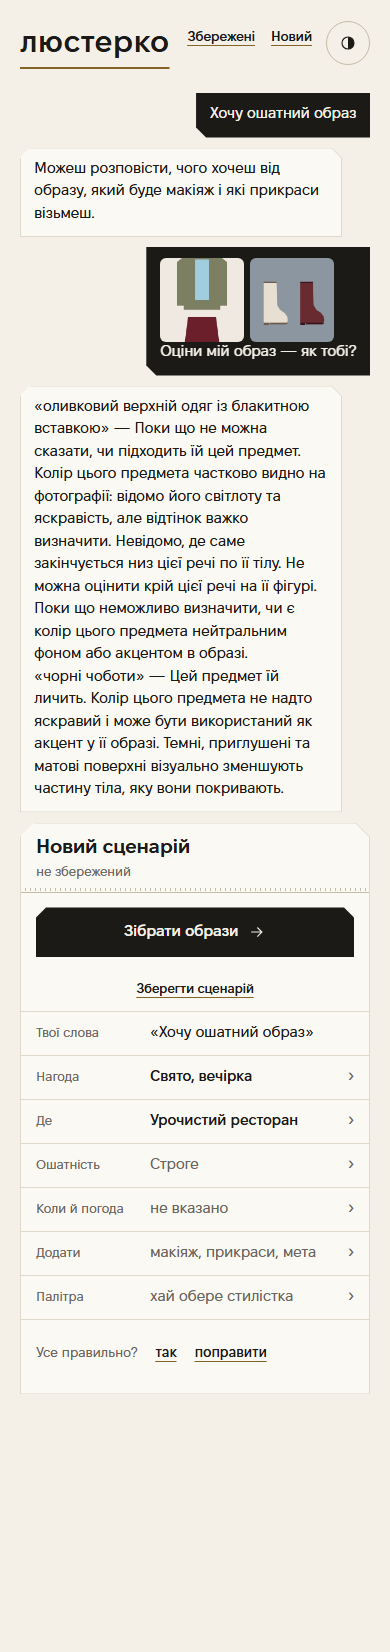 люстерко
Збережені
Новий
Хочу ошатний образ
Можеш розповісти, чого хочеш від
образу, який буде макіяж і які прикраси
візьмеш.
Оціни мій образ — як тобі?
«оливковий верхній одяг із блакитною
вставкою» — Поки що не можна
сказати, чи підходить їй цей предмет.
Колір цього предмета частково видно на
фотографії: відомо його світлоту та
яскравість, але відтінок важко
визначити. Невідомо, де саме
закінчується низ цієї речі по її тілу. Не
можна оцінити крій цієї речі на її фігурі.
Поки що неможливо визначити, чи є
колір цього предмета нейтральним
фоном або акцентом в образі.
«чорні чоботи» — Цей предмет їй
личить. Колір цього предмета не надто
яскравий і може бути використаний як
акцент у її образі. Темні, приглушені та
матові поверхні візуально зменшують
частину тіла, яку вони покривають.
Новий сценарій
не збережений
Зібрати образи →
Зберегти сценарій
Твої слова «Хочу ошатний образ»
Нагода Свято, вечірка ›
Де Урочистий ресторан ›
Ошатність Строге ›
Коли й погода не вказано ›
Додати макіяж, прикраси, мета ›
Палітра хай обере стилістка ›
Усе правильно? так поправити